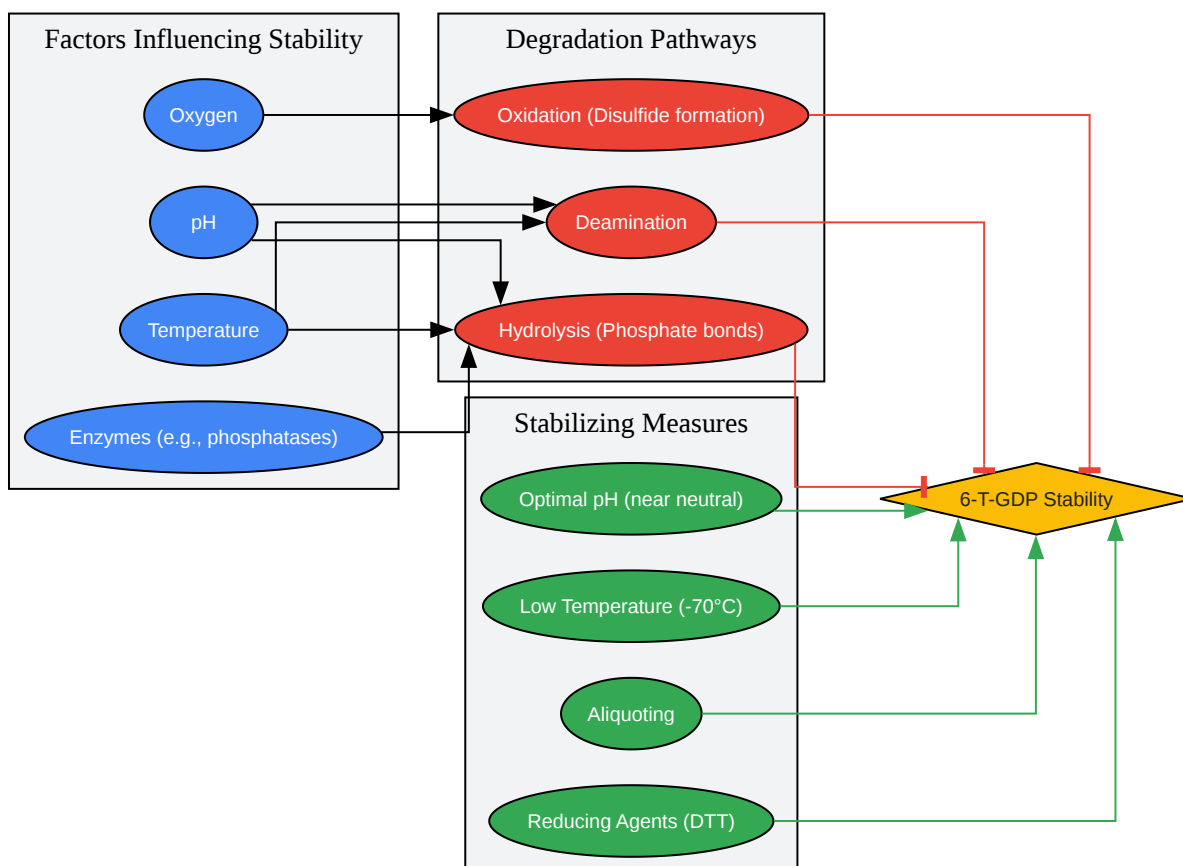 Factors Influencing Stability
Oxygen
pH
Temperature
Enzymes (e.g., phosphatases)
Degradation Pathways
Oxidation (Disulfide formation)
Deamination
Hydrolysis (Phosphate bonds)
Stabilizing Measures
Optimal pH (near neutral)
Low Temperature (-70°C)
Aliquoting
Reducing Agents (DTT)
6-T-GDP Stability